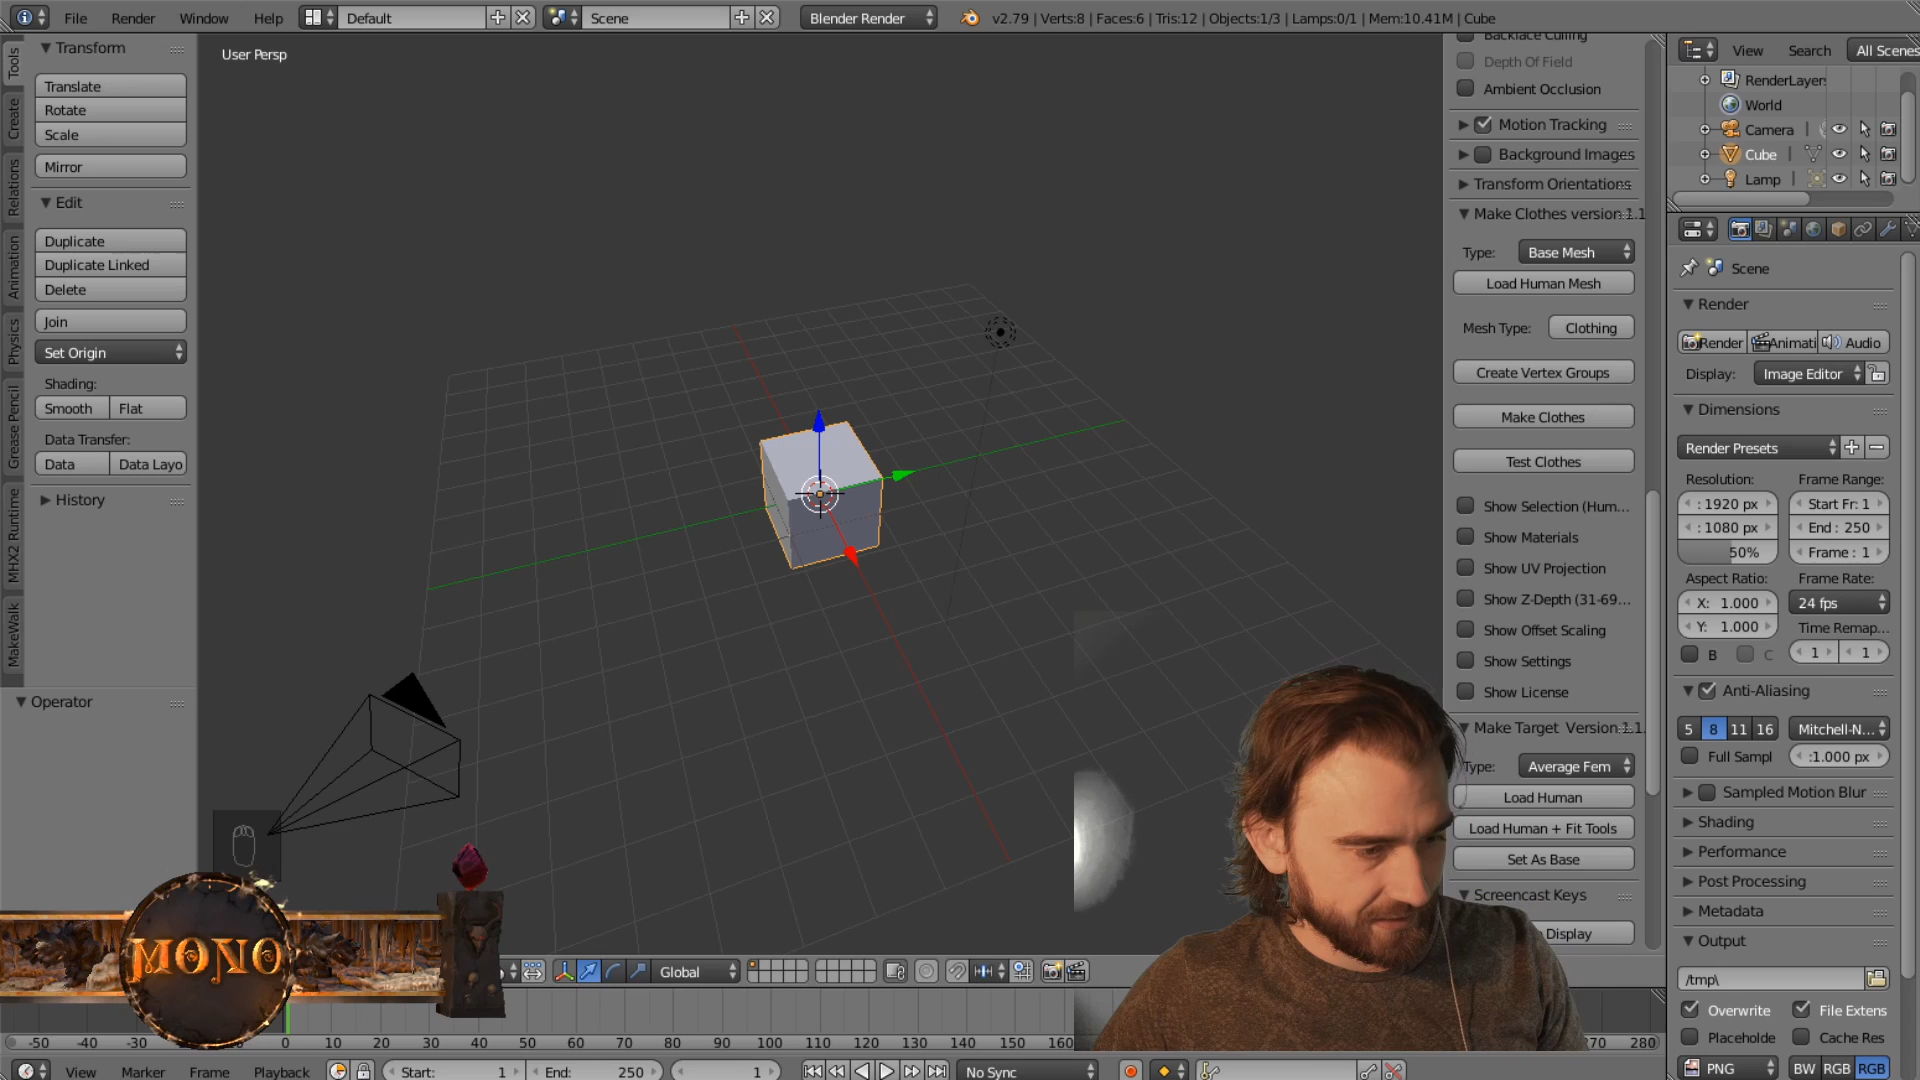 File Render Window Help Default Scene Blender Render v2.79 | Verts:8 | Faces:6 | Tris:12 | Objects:1/3 | Lamps:0/1 | Mem:10.41M | Cube
User Persp
Tools
Create
Relations
Animation
Physics
Grease Pencil
MHX2 Runtime
MakeWalk
Transform
Translate
Rotate
Scale
Mirror
Edit
Duplicate
Duplicate Linked
Delete
Join
Set Origin
Shading:
Smooth Flat
Data Transfer:
Data Data Layo
History
Operator
MONO
Backface Culling
Depth Of Field
Ambient Occlusion
Motion Tracking
Background Images
Transform Orientations
Make Clothes version 1.1
Type: Base Mesh
Load Human Mesh
Mesh Type: Clothing
Create Vertex Groups
Make Clothes
Test Clothes
Show Selection (Hum...
Show Materials
Show UV Projection
Show Z-Depth (31-69...
Show Offset Scaling
Show Settings
Show License
Make Target Version 1.1
Type: Average Fem
Load Human
Load Human + Fit Tools
Set As Base
Screencast Keys
Display
View Search All Scenes
RenderLayers
World
Camera
Cube
Lamp
Scene
Render
Render Animati Audio
Display: Image Editor
Dimensions
Render Presets
Resolution: Frame Range:
: 1920 px Start Fr: 1
: 1080 px End : 250
50% Frame : 1
Aspect Ratio: Frame Rate:
X: 1.000 24 fps
Y: 1.000 Time Remap...
B C 1 1
Anti-Aliasing
5 8 11 16 Mitchell-N...
Full Sampl :1.000 px
Sampled Motion Blur
Shading
Performance
Post Processing
Metadata
Output
/tmp\
Overwrite File Extens
Placeholde Cache Res
PNG BW RGB RGB
Global
-50 -40 -30 0 10 20 30 40 50 60 70 80 90 100 110 120 130 140 150 160 270 280
View Marker Frame Playback Start: 1 End: 250 1 No Sync